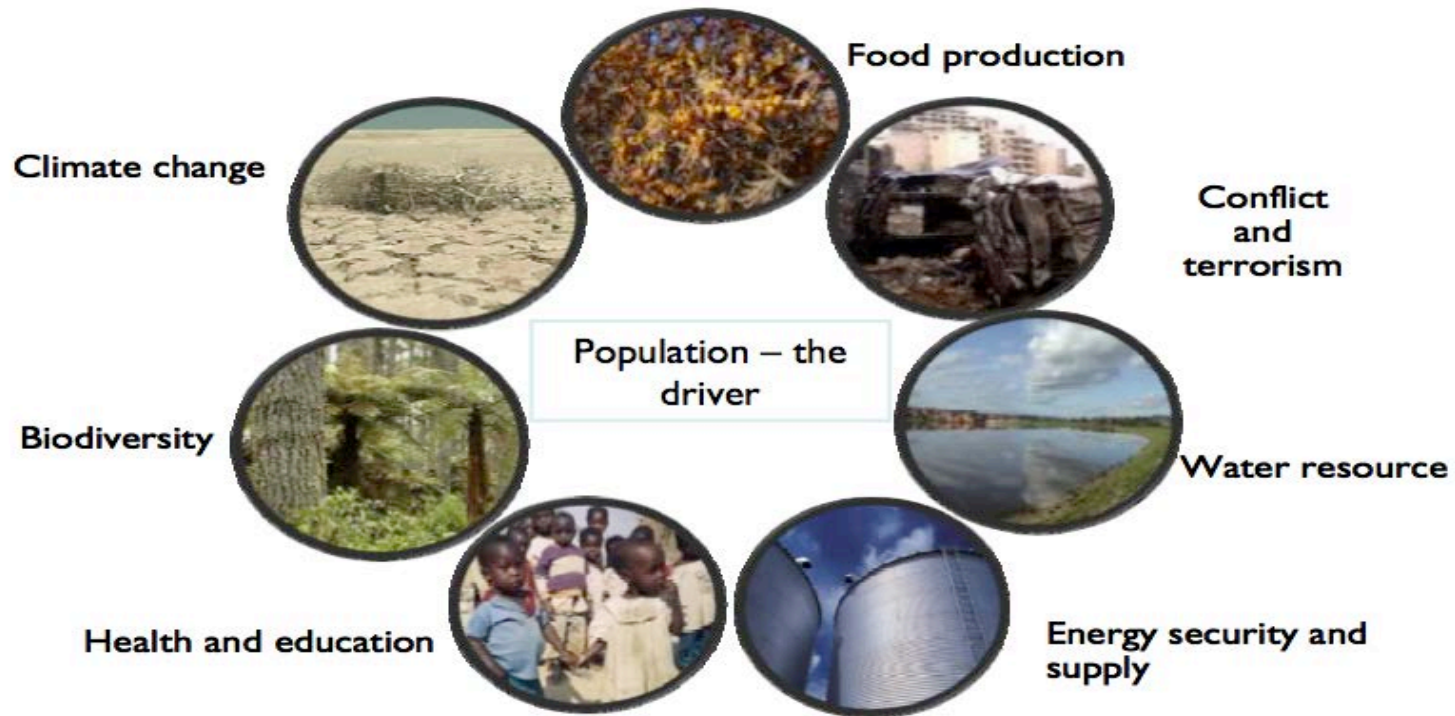 Food production
Climate change
Conflict
and
terrorism
Population – the
driver
Biodiversity
Water resource
Health and education
Energy security and
supply